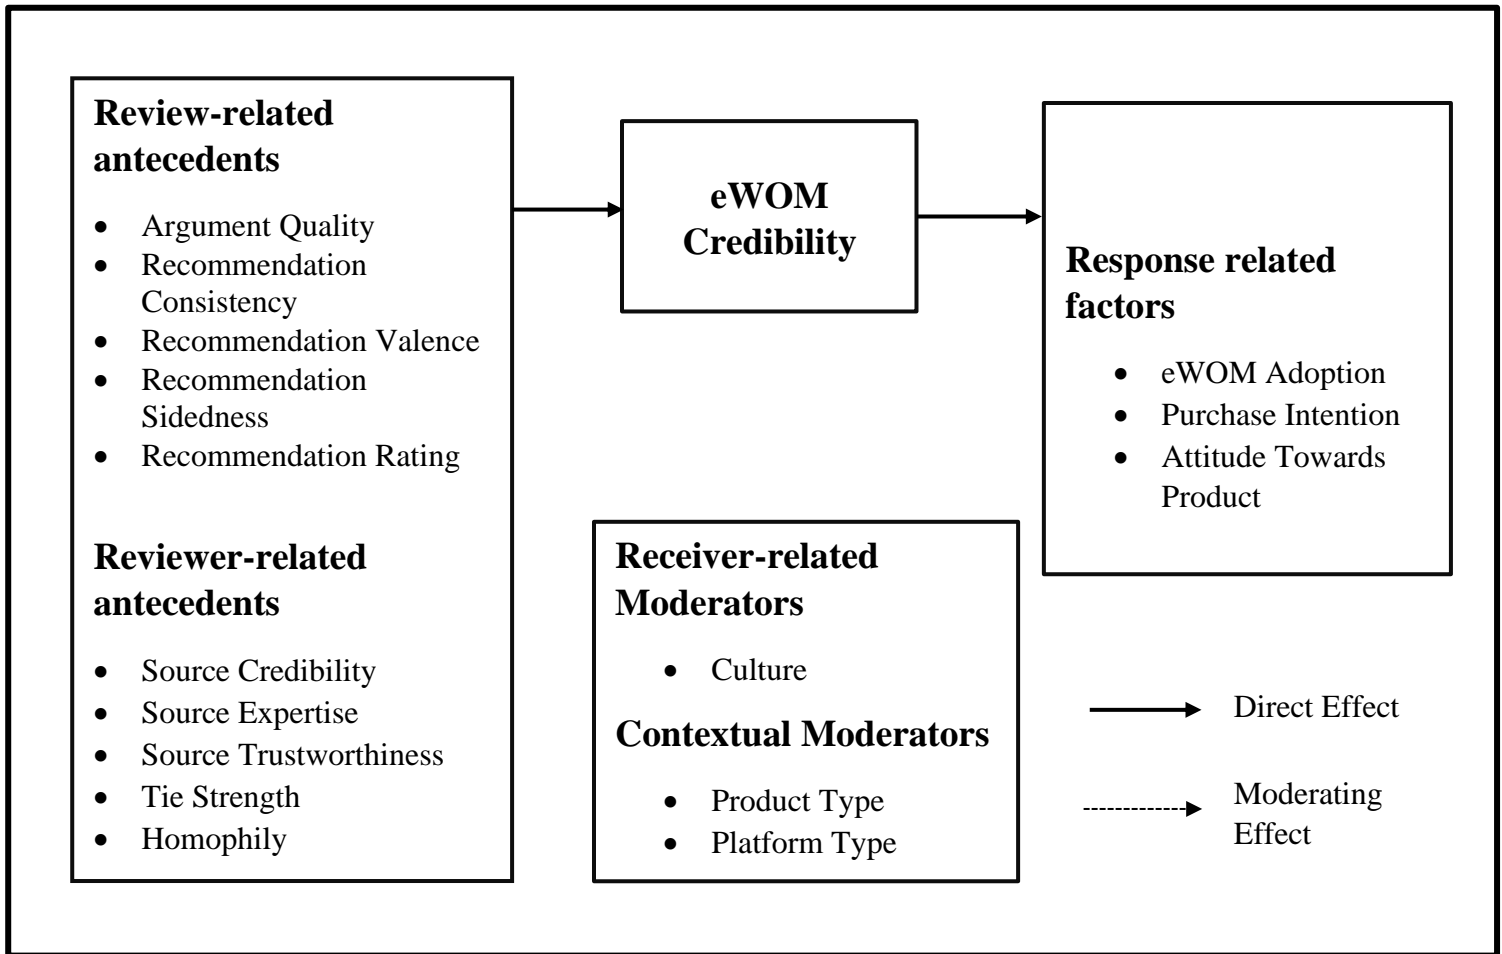 Review-related
antecedents
• Argument Quality
• Recommendation
Consistency
• Recommendation Valence
• Recommendation
Sidedness
• Recommendation Rating
Reviewer-related
antecedents
• Source Credibility
• Source Expertise
• Source Trustworthiness
• Tie Strength
• Homophily
eWOM
Credibility
Receiver-related
Moderators
• Culture
Contextual Moderators
• Product Type
• Platform Type
Response related
factors
• eWOM Adoption
• Purchase Intention
• Attitude Towards
Product
Direct Effect
Moderating
Effect